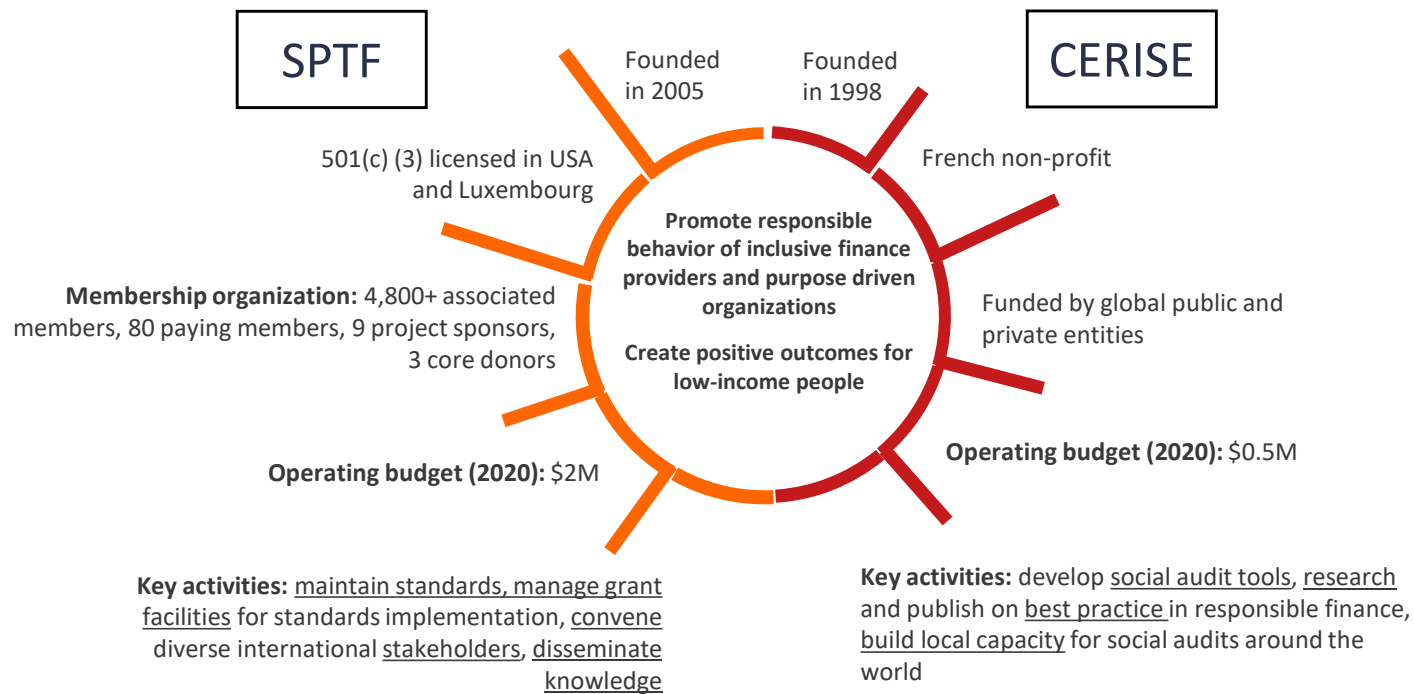 SPTF
Founded
in 2005
501(c) (3) licensed in USA
and Luxembourg
Membership organization: 4,800+ associated
members, 80 paying members, 9 project sponsors,
3 core donors
Operating budget (2020): $2M
Key activities: maintain standards, manage grant
facilities for standards implementation, convene
diverse international stakeholders, disseminate
knowledge
Promote responsible
behavior of inclusive finance
providers and purpose driven
organizations
Create positive outcomes for
low-income people
CERISE
Founded
in 1998
French non-profit
Funded by global public and
private entities
Operating budget (2020): $0.5M
Key activities: develop social audit tools, research
and publish on best practice in responsible finance,
build local capacity for social audits around the
world